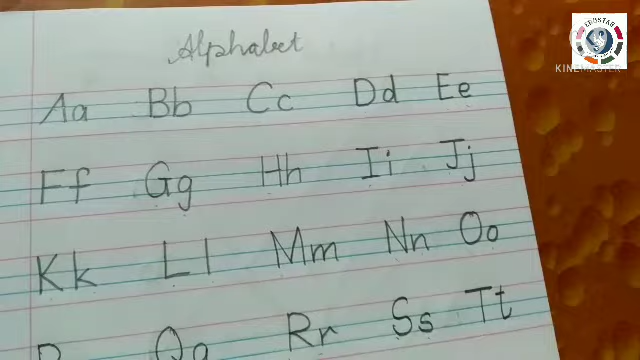 EDUSTAR
KINEMASTER
Alphabet
Aa Bb Cc Dd Ee
Ff Gg Hh Ii Jj
Kk Ll Mm Nn Oo
Qq Rr Ss Tt